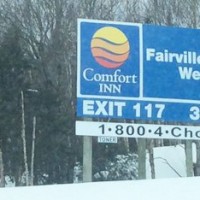 Comfort
INN
Fairville
We
EXIT 117 3
1·800·4·Cho